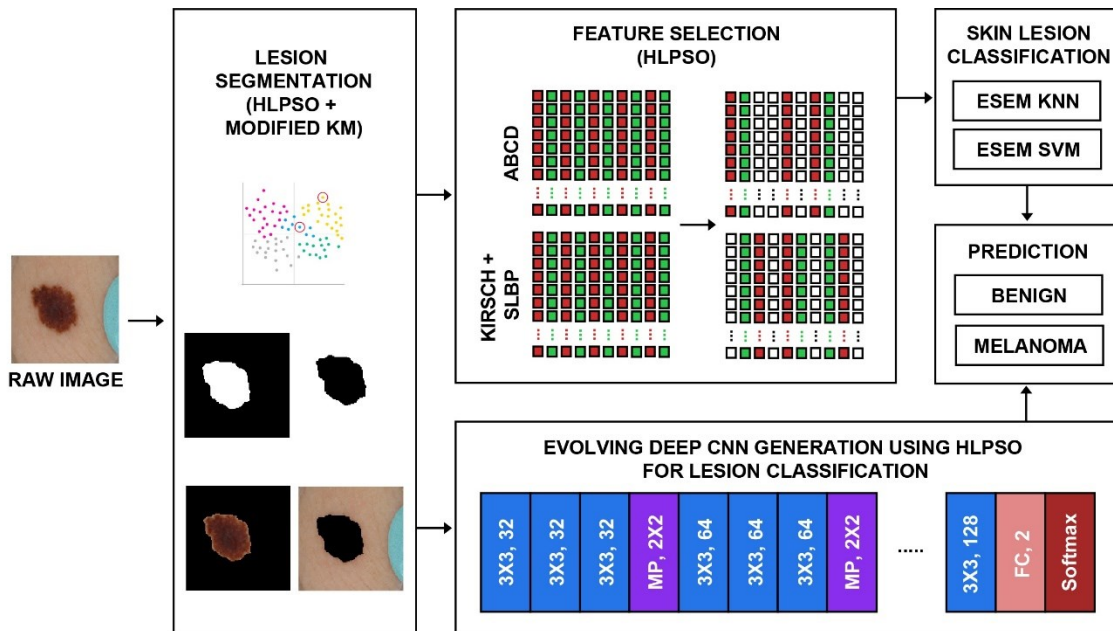 RAW IMAGE
LESION
SEGMENTATION
(HLPSO +
MODIFIED KM)
FEATURE SELECTION
(HLPSO)
ABCD
KIRSCH +
SLBP
SKIN LESION
CLASSIFICATION
ESEM KNN
ESEM SVM
PREDICTION
BENIGN
MELANOMA
EVOLVING DEEP CNN GENERATION USING HLPSO
FOR LESION CLASSIFICATION
3X3, 32
3X3, 32
3X3, 32
MP, 2X2
3X3, 64
3X3, 64
3X3, 64
MP, 2X2
.....
3X3, 128
FC, 2
Softmax